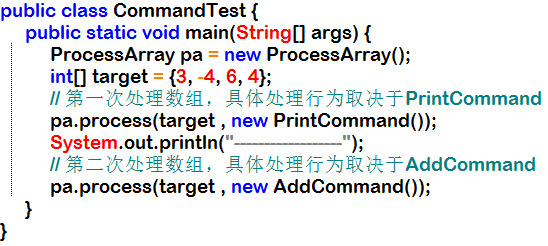 public class CommandTest {
public static void main(String[] args) {
ProcessArray pa = new ProcessArray();
int[] target = {3, -4, 6, 4};
// 第一次处理数组，具体处理行为取决于PrintCommand
pa.process(target , new PrintCommand());
System.out.println("------------------");
// 第二次处理数组，具体处理行为取决于AddCommand
pa.process(target , new AddCommand());
}
}